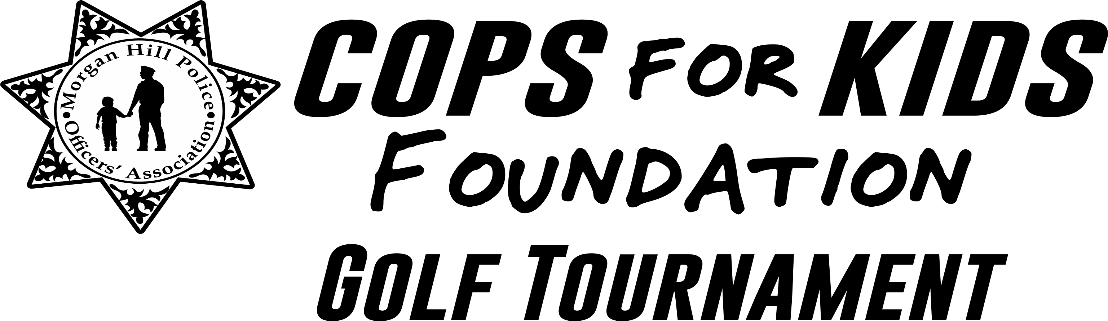 Morgan Hill Police
Officers' Association
COPS FOR KIDS
FOUNDATION
GOLF TOURNAMENT